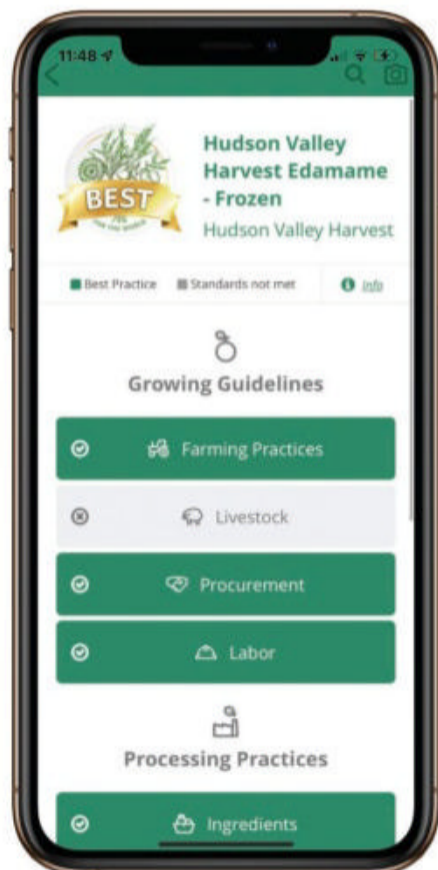 11:48
BEST
Hudson Valley
Harvest Edamame
- Frozen
Hudson Valley Harvest
Best Practice
Standards not met
Info
Growing Guidelines
Farming Practices
Livestock
Procurement
Labor
Processing Practices
Ingredients